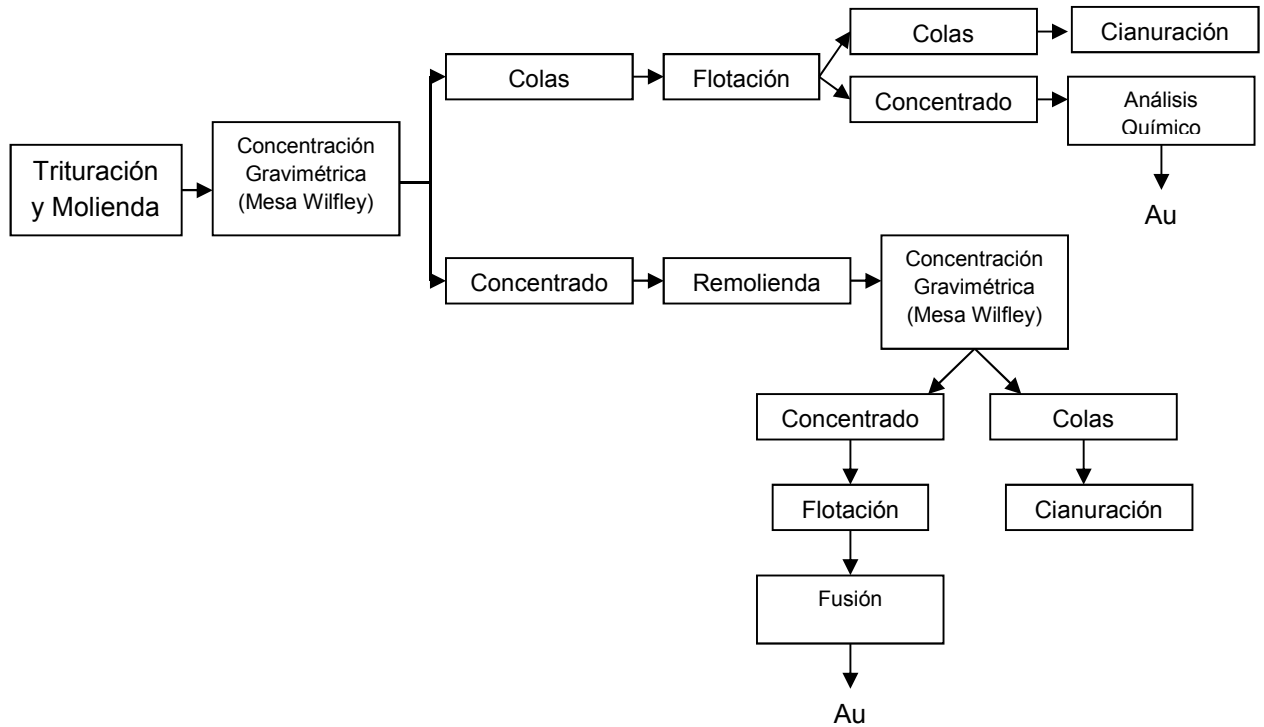 Trituración
y Molienda
Concentración
Gravimétrica
(Mesa Wilfley)
Colas
Flotación
Colas
Cianuración
Concentrado
Análisis
Químico
Au
Concentrado
Remolienda
Concentración
Gravimétrica
(Mesa Wilfley)
Concentrado
Colas
Flotación
Cianuración
Fusión
Au